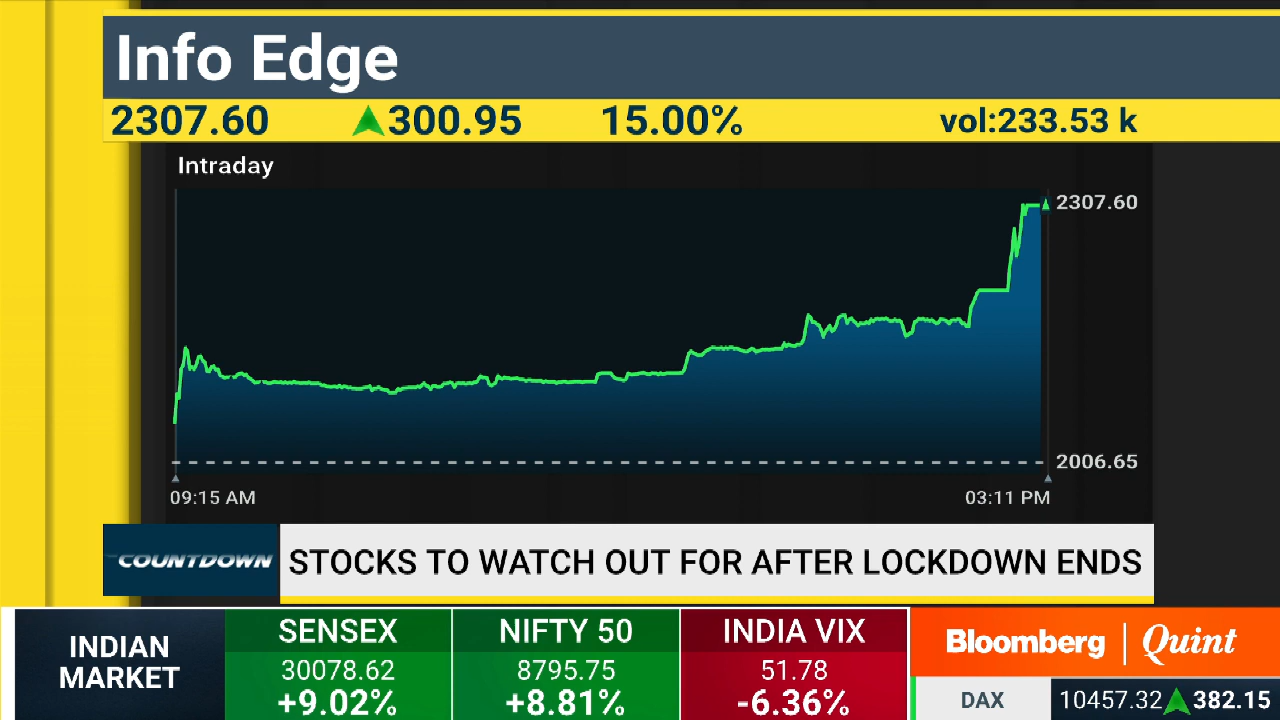 Info Edge
2307.60 300.95 15.00% vol:233.53 k
Intraday
2307.60
2006.65
09:15 AM 03:11 PM
COUNTDOWN STOCKS TO WATCH OUT FOR AFTER LOCKDOWN ENDS
INDIAN
MARKET
SENSEX
30078.62
+9.02%
NIFTY 50
8795.75
+8.81%
INDIA VIX
51.78
-6.36%
Bloomberg | Quint
DAX 10457.32 382.15